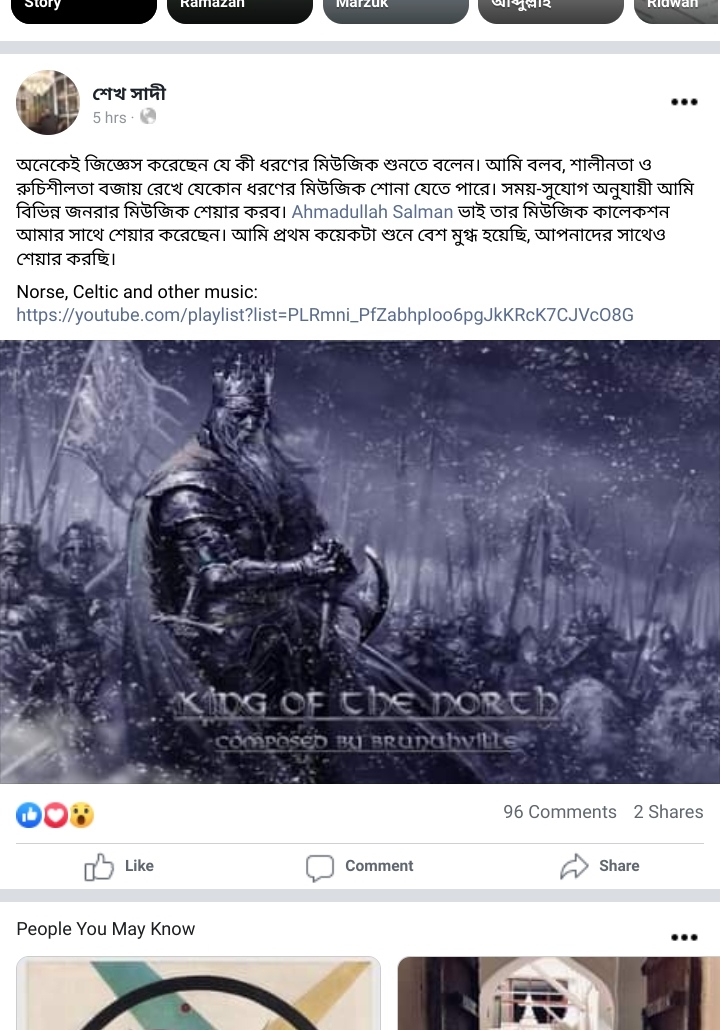 Story
Ramazan
Marzuk
আব্দুল্লাহ
Ridwan
শেখ সাদী
5 hrs ·
অনেকেই জিজ্ঞেস করেছেন যে কী ধরণের মিউজিক শুনতে বলেন। আমি বলব, শালীনতা ও
রুচিশীলতা বজায় রেখে যেকোন ধরণের মিউজিক শোনা যেতে পারে। সময়-সুযোগ অনুযায়ী আমি
বিভিন্ন জনরার মিউজিক শেয়ার করব। Ahmadullah Salman ভাই তার মিউজিক কালেকশন
আমার সাথে শেয়ার করেছেন। আমি প্রথম কয়েকটা শুনে বেশ মুগ্ধ হয়েছি, আপনাদের সাথেও
শেয়ার করছি।
Norse, Celtic and other music:
https://youtube.com/playlist?list=PLRmni_PfZabhpIoo6pgJkKRcK7CJVcO8G
KING OF THE NORTH
COMPOSED BY BRUNUHVILLE
96 Comments 2 Shares
Like Comment Share
People You May Know